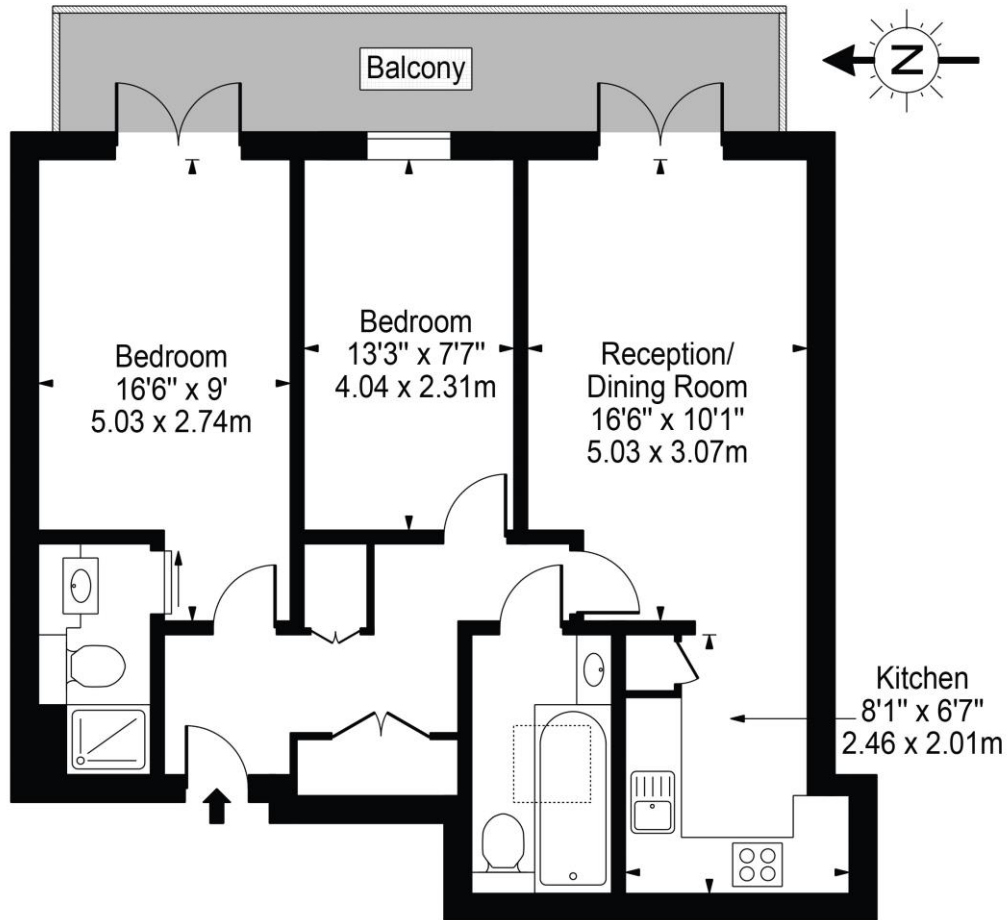 Balcony
N
Bedroom
16'6" x 9'
5.03 x 2.74m
Bedroom
13'3" x 7'7"
4.04 x 2.31m
Reception/
Dining Room
16'6" x 10'1"
5.03 x 3.07m
Kitchen
8'1" x 6'7"
2.46 x 2.01m